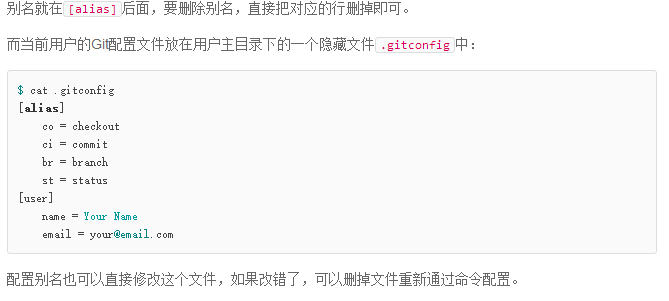 别名就在[alias]后面，要删除别名，直接把对应的行删掉即可。
而当前用户的Git配置文件放在用户主目录下的一个隐藏文件.gitconfig中：
$ cat .gitconfig
[alias]
    co = checkout
    ci = commit
    br = branch
    st = status
[user]
    name = Your Name
    email = your@email.com
配置别名也可以直接修改这个文件，如果改错了，可以删掉文件重新通过命令配置。